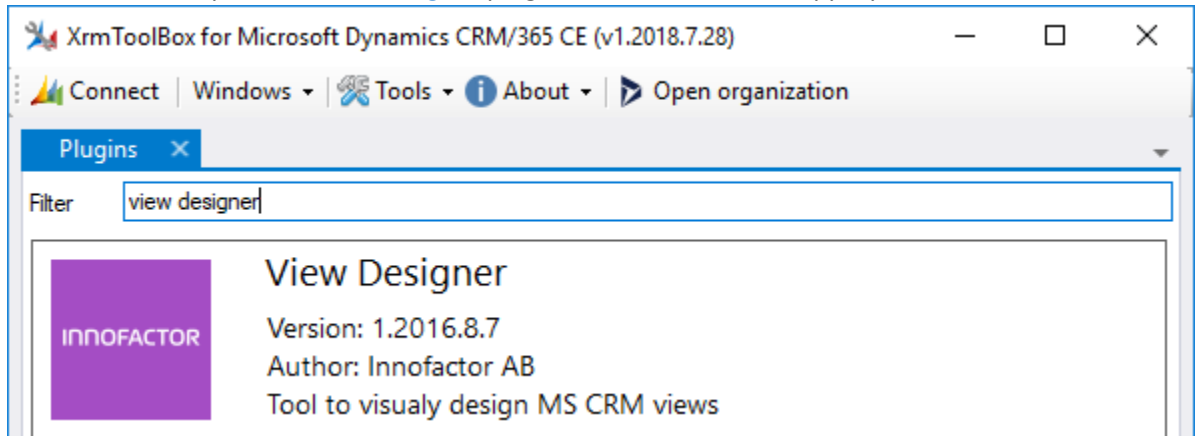 XrmToolBox for Microsoft Dynamics CRM/365 CE (v1.2018.7.28)
Connect Windows Tools About Open organization
Plugins
Filter view designer
INNOFACTOR
View Designer
Version: 1.2016.8.7
Author: Innofactor AB
Tool to visualy design MS CRM views